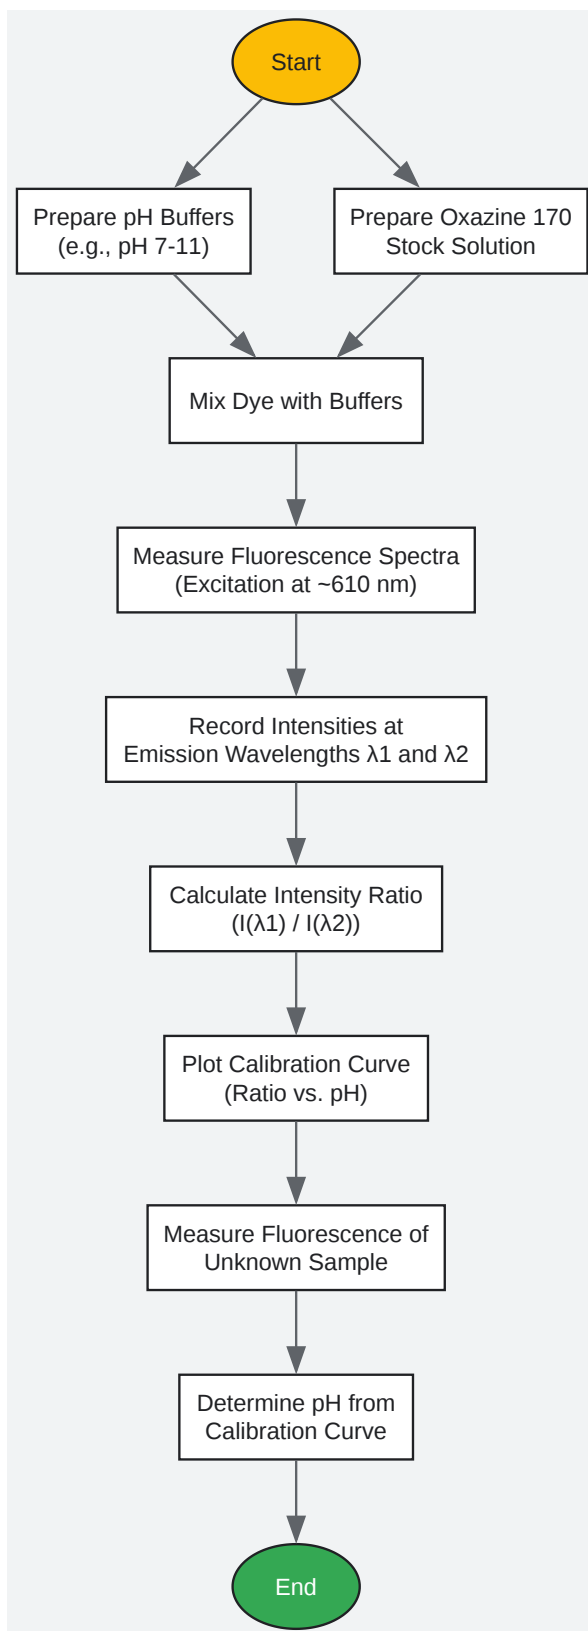 Start
Prepare pH Buffers
(e.g., pH 7-11)
Prepare Oxazine 170
Stock Solution
Mix Dye with Buffers
Measure Fluorescence Spectra
(Excitation at ~610 nm)
Record Intensities at
Emission Wavelengths λ1 and λ2
Calculate Intensity Ratio
(I(λ1) / I(λ2))
Plot Calibration Curve
(Ratio vs. pH)
Measure Fluorescence of
Unknown Sample
Determine pH from
Calibration Curve
End